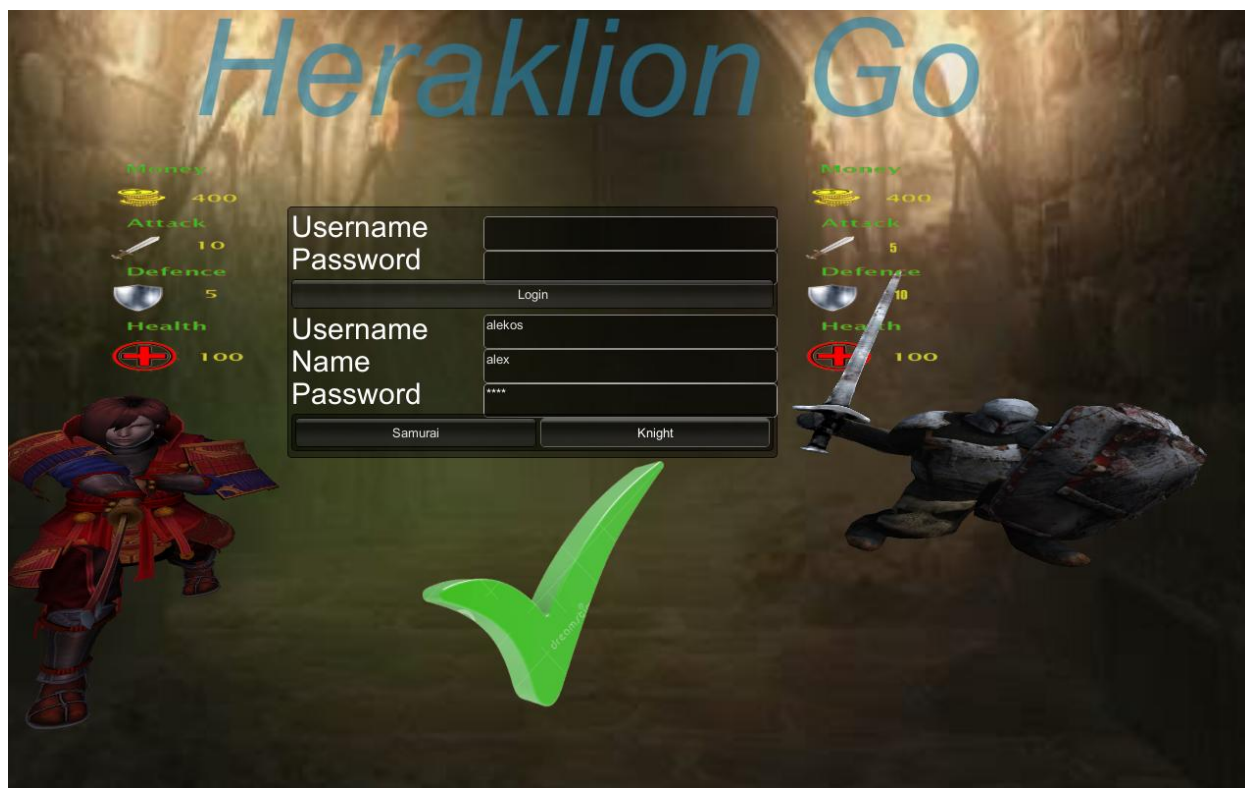 Heraklion Go
Money
400
Attack
10
Defence
5
Health
100
Username
Password
Login
Username alekos
Name alex
Password ****
Samurai Knight
Money
400
Attack
5
Defence
10
Health
100